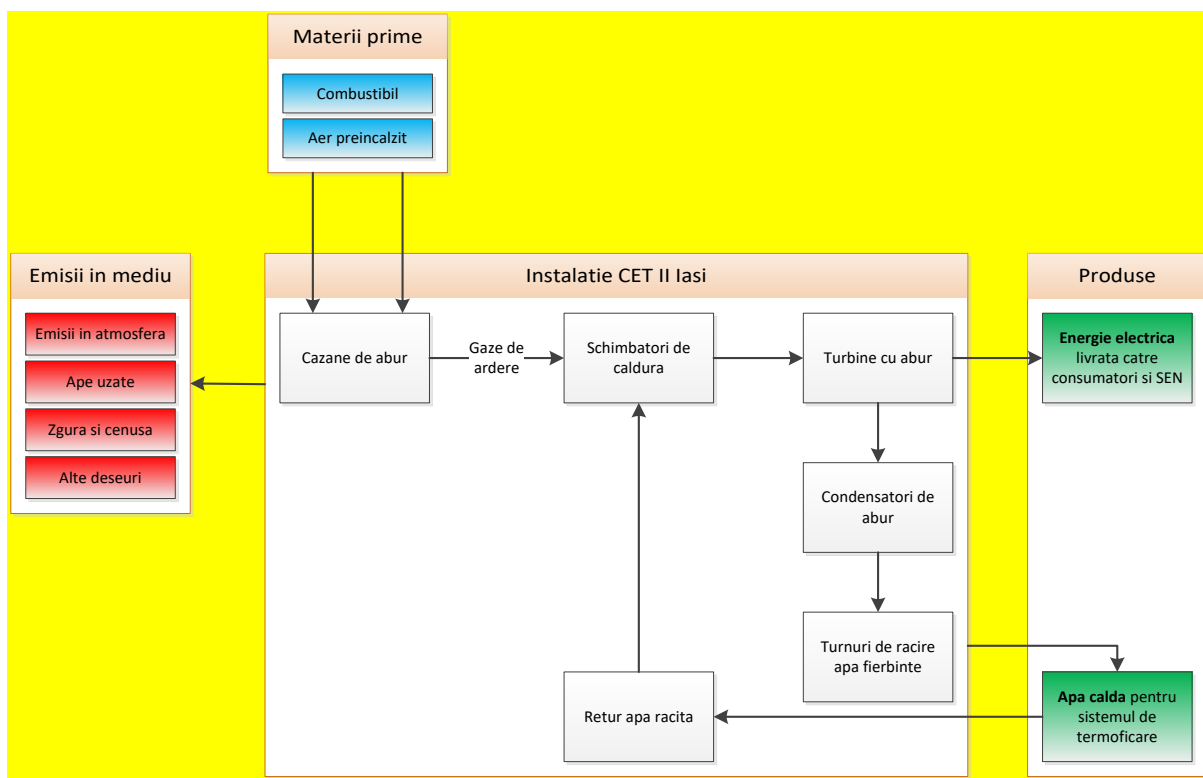 Materii prime
Combustibil
Aer preincalzit
Emisii in mediu
Emisii in atmosfera
Ape uzate
Zgura si cenusa
Alte deseuri
Instalatie CET II Iasi
Cazane de abur
Gaze de
ardere
Schimbatori de
caldura
Turbine cu abur
Condensatori de
abur
Turnuri de racire
apa fierbinte
Retur apa racita
Produse
Energie electrica
livrata catre
consumatori si SEN
Apa calda pentru
sistemul de
termoficare